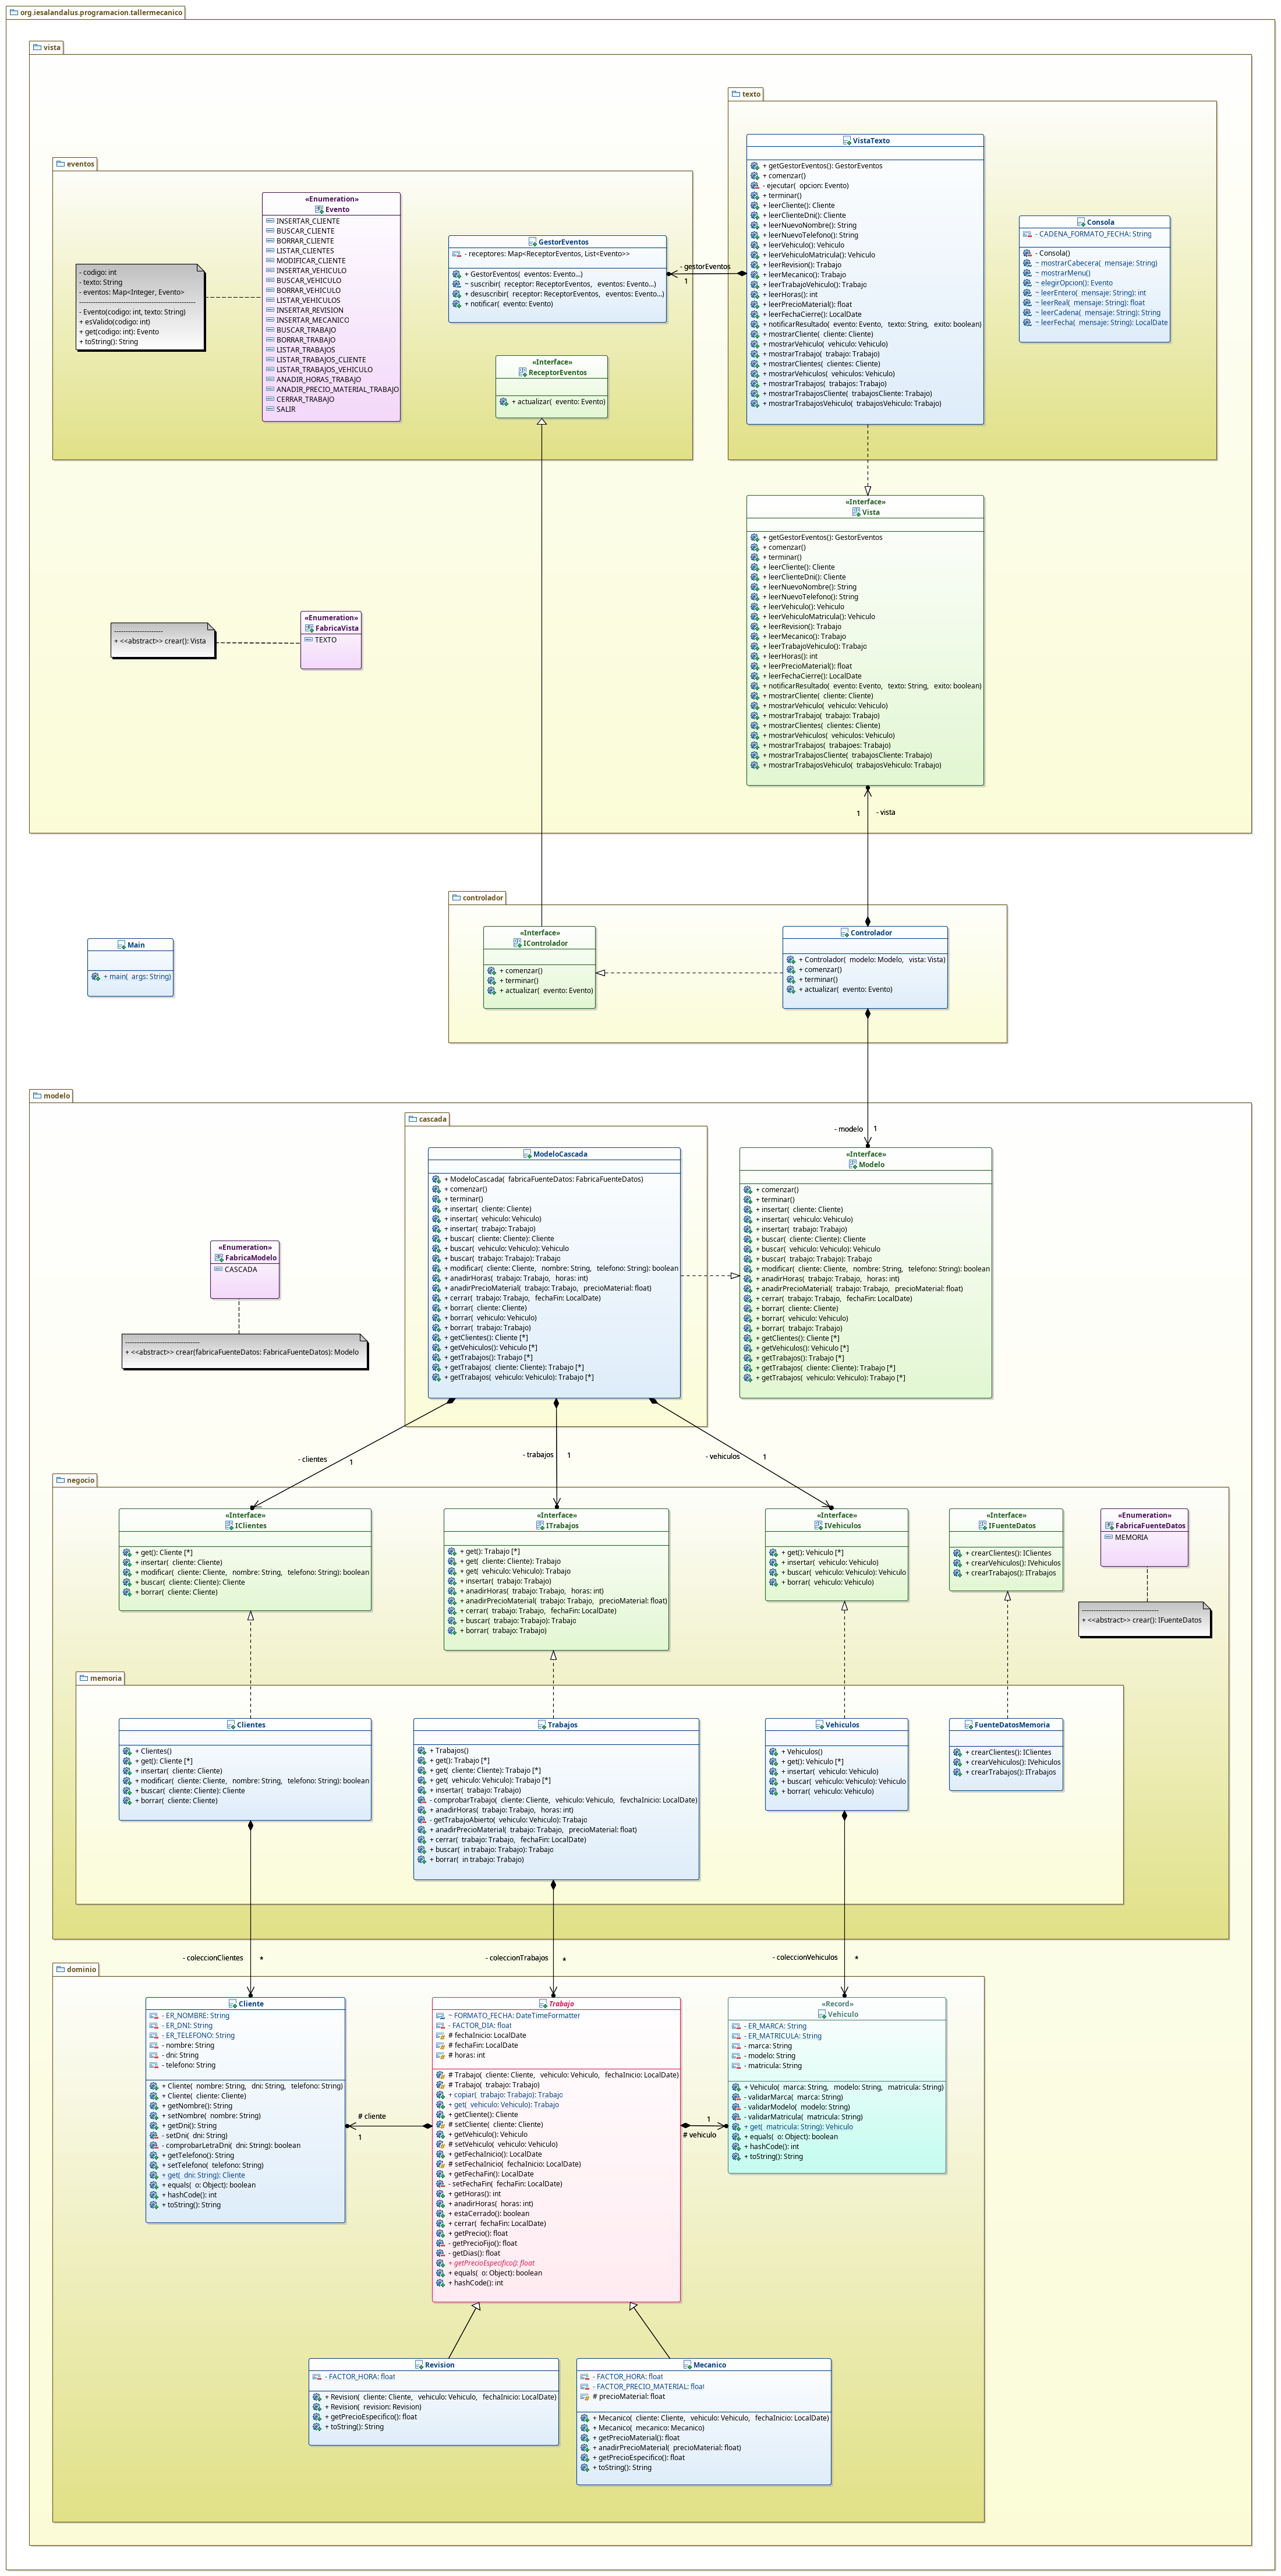 org.iesalandalus.programacion.tallermecanico
vista
texto
VistaTexto
+ getGestorEventos(): GestorEventos
+ comenzar()
- ejecutar( opcion: Evento)
+ terminar()
+ leerCliente(): Cliente
+ leerClienteDni(): Cliente
+ leerNuevoNombre(): String
+ leerNuevoTelefono(): String
+ leerVehiculo(): Vehiculo
+ leerVehiculoMatricula(): Vehiculo
+ leerRevision(): Trabajo
+ leerMecanico(): Trabajo
+ leerTrabajoVehiculo(): Trabajo
+ leerHoras(): int
+ leerPrecioMaterial(): float
+ leerFechaCierre(): LocalDate
+ notificarResultado( evento: Evento, texto: String, exito: boolean)
+ mostrarCliente( cliente: Cliente)
+ mostrarVehiculo( vehiculo: Vehiculo)
+ mostrarTrabajo( trabajo: Trabajo)
+ mostrarClientes( clientes: Cliente)
+ mostrarVehiculos( vehiculos: Vehiculo)
+ mostrarTrabajos( trabajos: Trabajo)
+ mostrarTrabajosCliente( trabajosCliente: Trabajo)
+ mostrarTrabajosVehiculo( trabajosVehiculo: Trabajo)
Consola
- CADENA_FORMATO_FECHA: String
- Consola()
~ mostrarCabecera( mensaje: String)
~ mostrarMenu()
~ elegirOpcion(): Evento
~ leerEntero( mensaje: String): int
~ leerReal( mensaje: String): float
~ leerCadena( mensaje: String): String
~ leerFecha( mensaje: String): LocalDate
eventos
- codigo: int
- texto: String
- eventos: Map<Integer, Evento>
- Evento(codigo: int, texto: String)
+ esValido(codigo: int)
+ get(codigo: int): Evento
+ toString(): String
«Enumeration»
Evento
INSERTAR_CLIENTE
BUSCAR_CLIENTE
BORRAR_CLIENTE
LISTAR_CLIENTES
MODIFICAR_CLIENTE
INSERTAR_VEHICULO
BUSCAR_VEHICULO
BORRAR_VEHICULO
LISTAR_VEHICULOS
INSERTAR_REVISION
INSERTAR_MECANICO
BUSCAR_TRABAJO
BORRAR_TRABAJO
LISTAR_TRABAJOS
LISTAR_TRABAJOS_CLIENTE
LISTAR_TRABAJOS_VEHICULO
ANADIR_HORAS_TRABAJO
ANADIR_PRECIO_MATERIAL_TRABAJO
CERRAR_TRABAJO
SALIR
GestorEventos
- receptores: Map<ReceptorEventos, List<Evento>>
+ GestorEventos( eventos: Evento...)
~ suscribir( receptor: ReceptorEventos, eventos: Evento...)
+ desuscribir( receptor: ReceptorEventos, eventos: Evento...)
+ notificar( evento: Evento)
- gestorEventos
1
«Interface»
ReceptorEventos
+ actualizar( evento: Evento)
«Interface»
Vista
+ getGestorEventos(): GestorEventos
+ comenzar()
+ terminar()
+ leerCliente(): Cliente
+ leerClienteDni(): Cliente
+ leerNuevoNombre(): String
+ leerNuevoTelefono(): String
+ leerVehiculo(): Vehiculo
+ leerVehiculoMatricula(): Vehiculo
+ leerRevision(): Trabajo
+ leerMecanico(): Trabajo
+ leerTrabajoVehiculo(): Trabajo
+ leerHoras(): int
+ leerPrecioMaterial(): float
+ leerFechaCierre(): LocalDate
+ notificarResultado( evento: Evento, texto: String, exito: boolean)
+ mostrarCliente( cliente: Cliente)
+ mostrarVehiculo( vehiculo: Vehiculo)
+ mostrarTrabajo( trabajo: Trabajo)
+ mostrarClientes( clientes: Cliente)
+ mostrarVehiculos( vehiculos: Vehiculo)
+ mostrarTrabajos( trabajoes: Trabajo)
+ mostrarTrabajosCliente( trabajosCliente: Trabajo)
+ mostrarTrabajosVehiculo( trabajosVehiculo: Trabajo)
+ <<abstract>> crear(): Vista
«Enumeration»
FabricaVista
TEXTO
1
- vista
controlador
Main
+ main( args: String)
«Interface»
IControlador
+ comenzar()
+ terminar()
+ actualizar( evento: Evento)
Controlador
+ Controlador( modelo: Modelo, vista: Vista)
+ comenzar()
+ terminar()
+ actualizar( evento: Evento)
- modelo
1
modelo
cascada
ModeloCascada
+ ModeloCascada( fabricaFuenteDatos: FabricaFuenteDatos)
+ comenzar()
+ terminar()
+ insertar( cliente: Cliente)
+ insertar( vehiculo: Vehiculo)
+ insertar( trabajo: Trabajo)
+ buscar( cliente: Cliente): Cliente
+ buscar( vehiculo: Vehiculo): Vehiculo
+ buscar( trabajo: Trabajo): Trabajo
+ modificar( cliente: Cliente, nombre: String, telefono: String): boolean
+ anadirHoras( trabajo: Trabajo, horas: int)
+ anadirPrecioMaterial( trabajo: Trabajo, precioMaterial: float)
+ cerrar( trabajo: Trabajo, fechaFin: LocalDate)
+ borrar( cliente: Cliente)
+ borrar( vehiculo: Vehiculo)
+ borrar( trabajo: Trabajo)
+ getClientes(): Cliente [*]
+ getVehiculos(): Vehiculo [*]
+ getTrabajos(): Trabajo [*]
+ getTrabajos( cliente: Cliente): Trabajo [*]
+ getTrabajos( vehiculo: Vehiculo): Trabajo [*]
«Interface»
Modelo
+ comenzar()
+ terminar()
+ insertar( cliente: Cliente)
+ insertar( vehiculo: Vehiculo)
+ insertar( trabajo: Trabajo)
+ buscar( cliente: Cliente): Cliente
+ buscar( vehiculo: Vehiculo): Vehiculo
+ buscar( trabajo: Trabajo): Trabajo
+ modificar( cliente: Cliente, nombre: String, telefono: String): boolean
+ anadirHoras( trabajo: Trabajo, horas: int)
+ anadirPrecioMaterial( trabajo: Trabajo, precioMaterial: float)
+ cerrar( trabajo: Trabajo, fechaFin: LocalDate)
+ borrar( cliente: Cliente)
+ borrar( vehiculo: Vehiculo)
+ borrar( trabajo: Trabajo)
+ getClientes(): Cliente [*]
+ getVehiculos(): Vehiculo [*]
+ getTrabajos(): Trabajo [*]
+ getTrabajos( cliente: Cliente): Trabajo [*]
+ getTrabajos( vehiculo: Vehiculo): Trabajo [*]
«Enumeration»
FabricaModelo
CASCADA
+ <<abstract>> crear(fabricaFuenteDatos: FabricaFuenteDatos): Modelo
- clientes
1
- trabajos
1
- vehiculos
1
negocio
«Interface»
IClientes
+ get(): Cliente [*]
+ insertar( cliente: Cliente)
+ modificar( cliente: Cliente, nombre: String, telefono: String): boolean
+ buscar( cliente: Cliente): Cliente
+ borrar( cliente: Cliente)
«Interface»
ITrabajos
+ get(): Trabajo [*]
+ get( cliente: Cliente): Trabajo
+ get( vehiculo: Vehiculo): Trabajo
+ insertar( trabajo: Trabajo)
+ anadirHoras( trabajo: Trabajo, horas: int)
+ anadirPrecioMaterial( trabajo: Trabajo, precioMaterial: float)
+ cerrar( trabajo: Trabajo, fechaFin: LocalDate)
+ buscar( trabajo: Trabajo): Trabajo
+ borrar( trabajo: Trabajo)
«Interface»
IVehiculos
+ get(): Vehiculo [*]
+ insertar( vehiculo: Vehiculo)
+ buscar( vehiculo: Vehiculo): Vehiculo
+ borrar( vehiculo: Vehiculo)
«Interface»
IFuenteDatos
+ crearClientes(): IClientes
+ crearVehiculos(): IVehiculos
+ crearTrabajos(): ITrabajos
«Enumeration»
FabricaFuenteDatos
MEMORIA
+ <<abstract>> crear(): IFuenteDatos
memoria
Clientes
+ Clientes()
+ get(): Cliente [*]
+ insertar( cliente: Cliente)
+ modificar( cliente: Cliente, nombre: String, telefono: String): boolean
+ buscar( cliente: Cliente): Cliente
+ borrar( cliente: Cliente)
Trabajos
+ Trabajos()
+ get(): Trabajo [*]
+ get( cliente: Cliente): Trabajo [*]
+ get( vehiculo: Vehiculo): Trabajo [*]
+ insertar( trabajo: Trabajo)
- comprobarTrabajo( cliente: Cliente, vehiculo: Vehiculo, fevchaInicio: LocalDate)
+ anadirHoras( trabajo: Trabajo, horas: int)
- getTrabajoAbierto( vehiculo: Vehiculo): Trabajo
+ anadirPrecioMaterial( trabajo: Trabajo, precioMaterial: float)
+ cerrar( trabajo: Trabajo, fechaFin: LocalDate)
+ buscar( in trabajo: Trabajo): Trabajo
+ borrar( in trabajo: Trabajo)
Vehiculos
+ Vehiculos()
+ get(): Vehiculo [*]
+ insertar( vehiculo: Vehiculo)
+ buscar( vehiculo: Vehiculo): Vehiculo
+ borrar( vehiculo: Vehiculo)
FuenteDatosMemoria
+ crearClientes(): IClientes
+ crearVehiculos(): IVehiculos
+ crearTrabajos(): ITrabajos
- coleccionClientes
*
- coleccionTrabajos
*
- coleccionVehiculos
*
dominio
Cliente
- ER_NOMBRE: String
- ER_DNI: String
- ER_TELEFONO: String
- nombre: String
- dni: String
- telefono: String
+ Cliente( nombre: String, dni: String, telefono: String)
+ Cliente( cliente: Cliente)
+ getNombre(): String
+ setNombre( nombre: String)
+ getDni(): String
- setDni( dni: String)
- comprobarLetraDni( dni: String): boolean
+ getTelefono(): String
+ setTelefono( telefono: String)
+ get( dni: String): Cliente
+ equals( o: Object): boolean
+ hashCode(): int
+ toString(): String
# cliente
1
Trabajo
~ FORMATO_FECHA: DateTimeFormatter
- FACTOR_DIA: float
# fechaInicio: LocalDate
# fechaFin: LocalDate
# horas: int
# Trabajo( cliente: Cliente, vehiculo: Vehiculo, fechaInicio: LocalDate)
# Trabajo( trabajo: Trabajo)
+ copiar( trabajo: Trabajo): Trabajo
+ get( vehiculo: Vehiculo): Trabajo
+ getCliente(): Cliente
# setCliente( cliente: Cliente)
+ getVehiculo(): Vehiculo
# setVehiculo( vehiculo: Vehiculo)
+ getFechaInicio(): LocalDate
# setFechaInicio( fechaInicio: LocalDate)
+ getFechaFin(): LocalDate
- setFechaFin( fechaFin: LocalDate)
+ getHoras(): int
+ anadirHoras( horas: int)
+ estaCerrado(): boolean
+ cerrar( fechaFin: LocalDate)
+ getPrecio(): float
- getPrecioFijo(): float
- getDias(): float
+ getPrecioEspecifico(): float
+ equals( o: Object): boolean
+ hashCode(): int
1
# vehiculo
«Record»
Vehiculo
- ER_MARCA: String
- ER_MATRICULA: String
- marca: String
- modelo: String
- matricula: String
+ Vehiculo( marca: String, modelo: String, matricula: String)
- validarMarca( marca: String)
- validarModelo( modelo: String)
- validarMatricula( matricula: String)
+ get( matricula: String): Vehiculo
+ equals( o: Object): boolean
+ hashCode(): int
+ toString(): String
Revision
- FACTOR_HORA: float
+ Revision( cliente: Cliente, vehiculo: Vehiculo, fechaInicio: LocalDate)
+ Revision( revision: Revision)
+ getPrecioEspecifico(): float
+ toString(): String
Mecanico
- FACTOR_HORA: float
- FACTOR_PRECIO_MATERIAL: float
# precioMaterial: float
+ Mecanico( cliente: Cliente, vehiculo: Vehiculo, fechaInicio: LocalDate)
+ Mecanico( mecanico: Mecanico)
+ getPrecioMaterial(): float
+ anadirPrecioMaterial( precioMaterial: float)
+ getPrecioEspecifico(): float
+ toString(): String